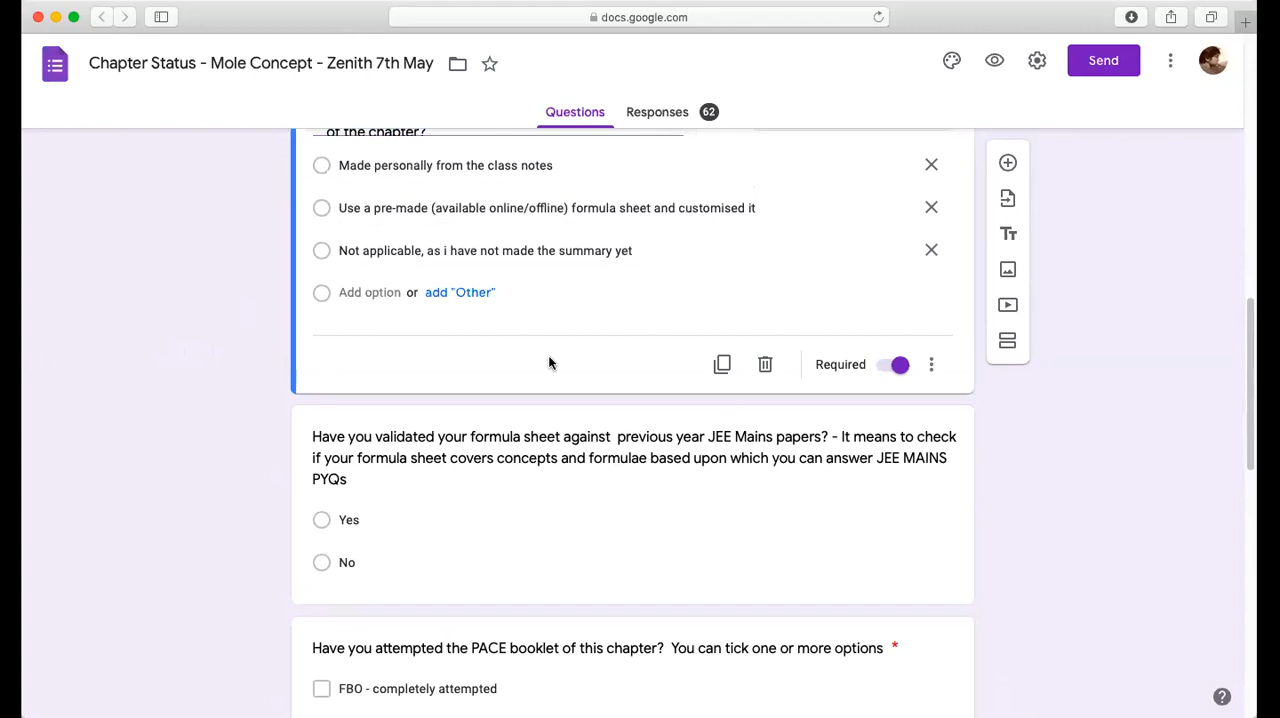 docs.google.com
Chapter Status - Mole Concept - Zenith 7th May
Send
Questions
Responses 62
of the chapter?
Made personally from the class notes
Use a pre-made (available online/offline) formula sheet and customised it
Not applicable, as i have not made the summary yet
Add option or add "Other"
Required
Have you validated your formula sheet against previous year JEE Mains papers? - It means to check
if your formula sheet covers concepts and formulae based upon which you can answer JEE MAINS
PYQs
Yes
No
Have you attempted the PACE booklet of this chapter? You can tick one or more options *
FBO - completely attempted